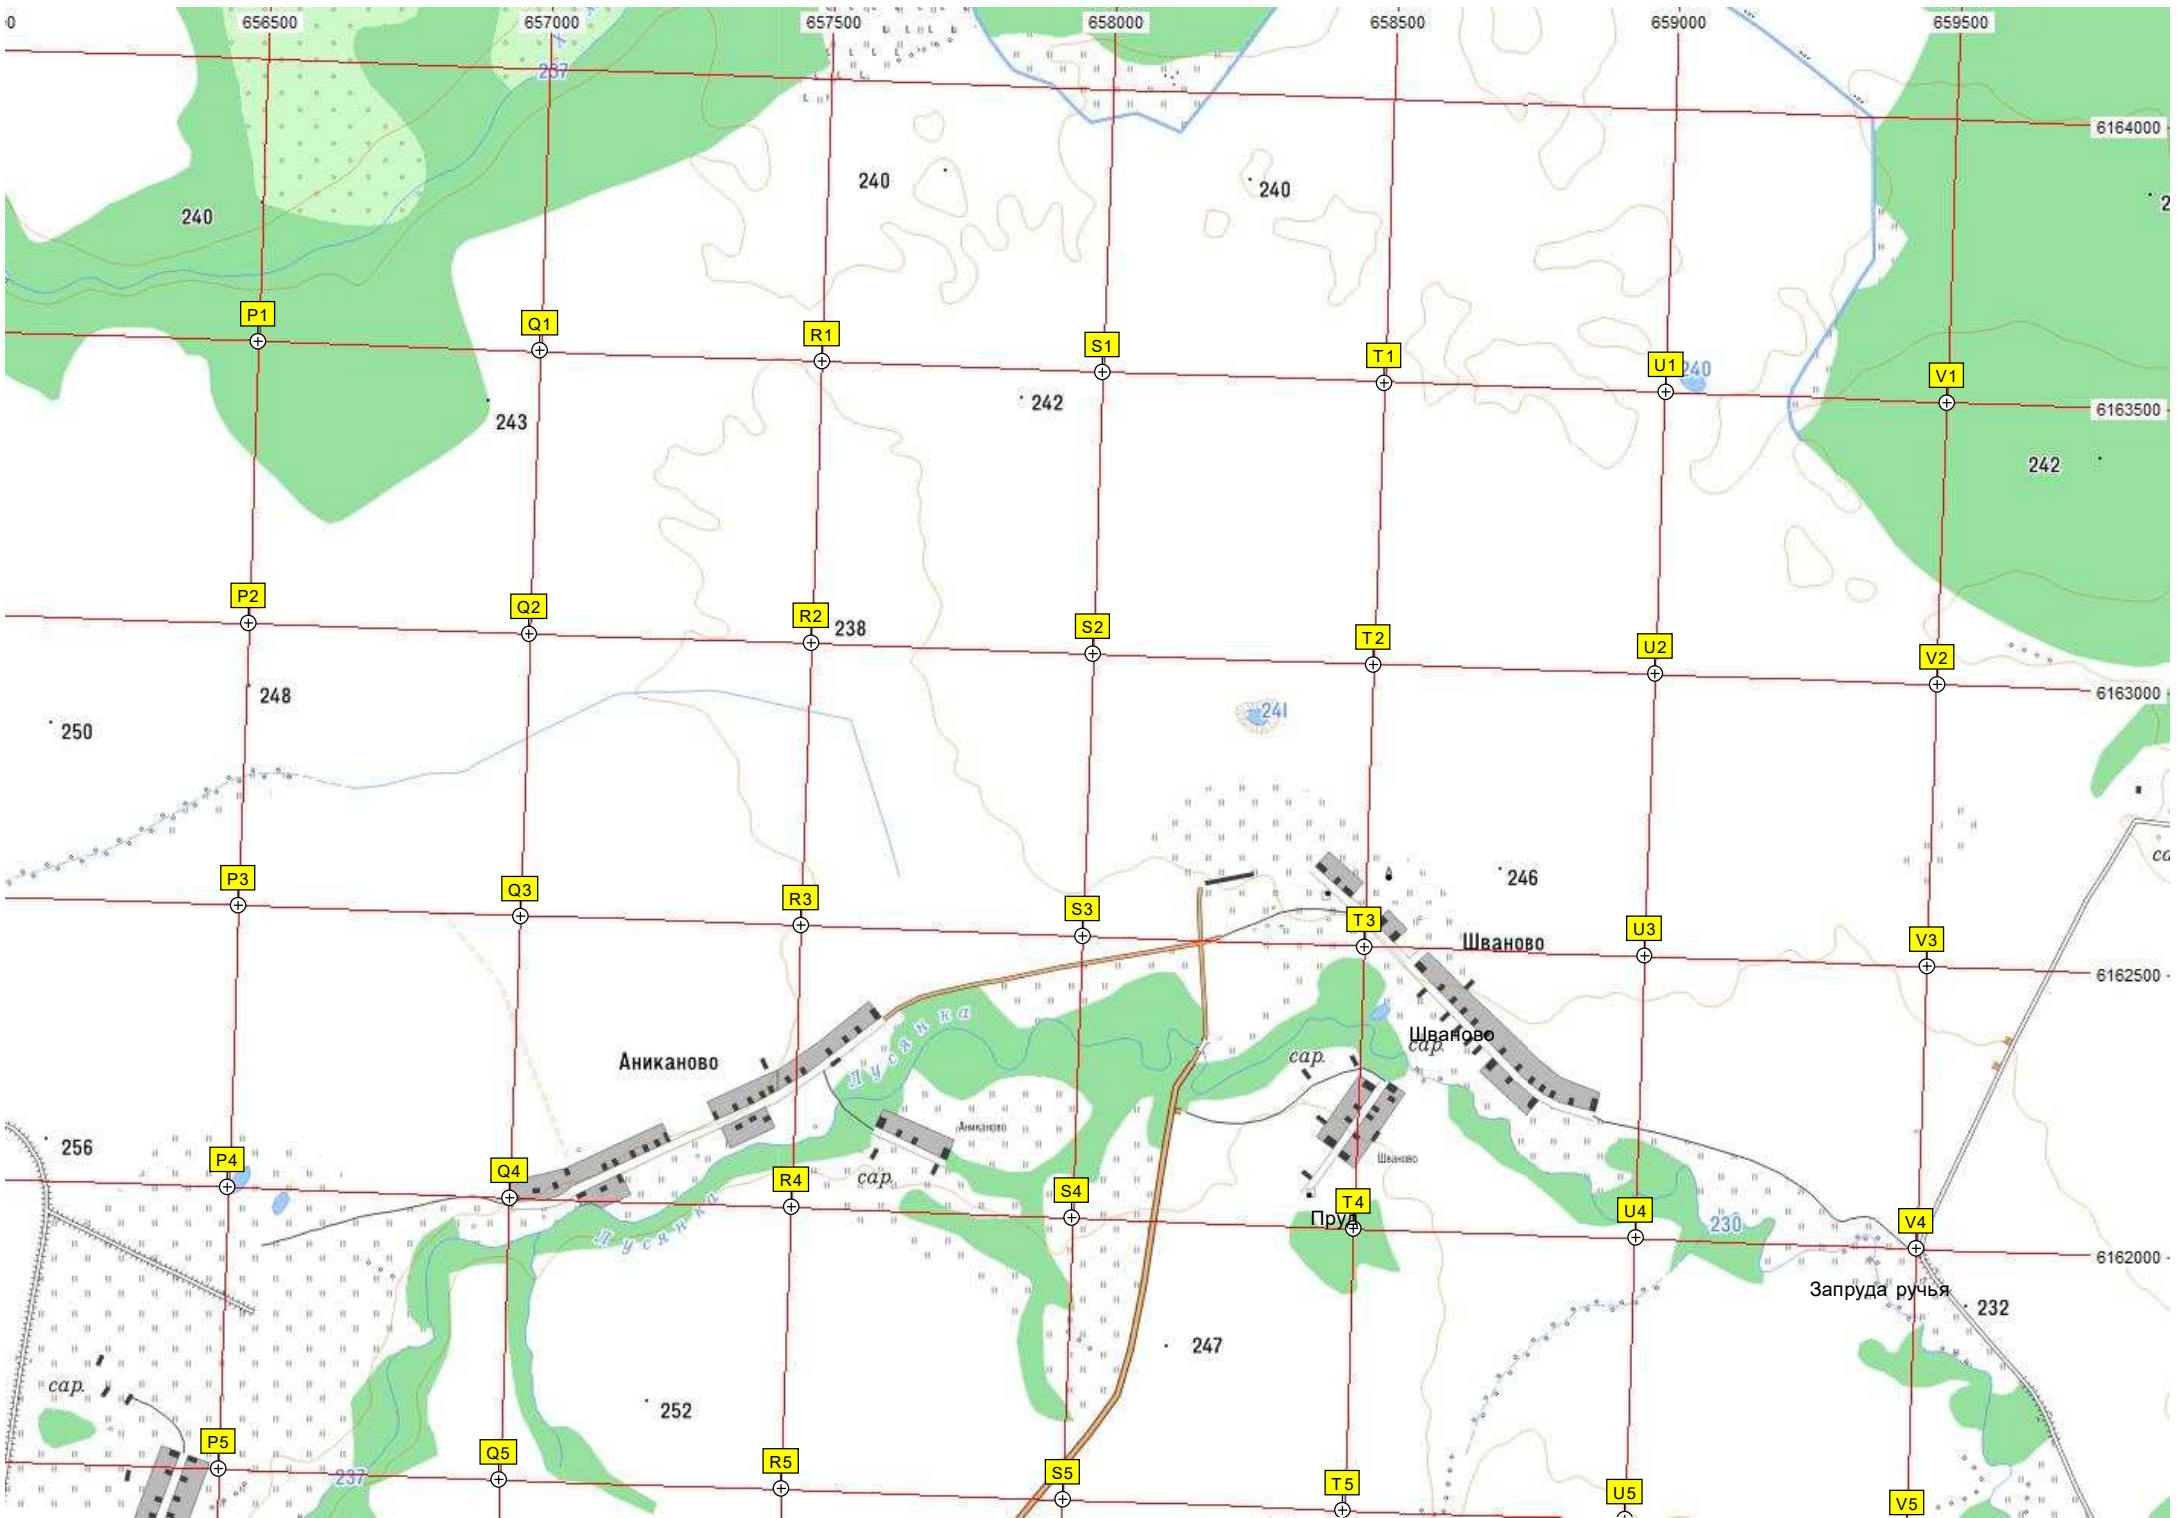 656500 657000 657500 658000 658500 659000 659500
237
6164000
240 240 240
P1 Q1 R1 S1 T1 U1 240 V1
6163500
243 242 242
P2 Q2 R2 238 S2 T2 U2 V2
6163000
248
250 241
P3 Q3 R3 S3 T3 U3 V3
246
Шваново
6162500
Лусянка
Шваново
Аниканово сар. сар.
Аниканово
256
Шваново
P4 Q4 R4 сар. S4 T4 U4 V4
Лусянка Пруд 230
6162000
Запруда ручья
232
247
сар.
252
P5 Q5 R5 S5 T5 U5 V5
237